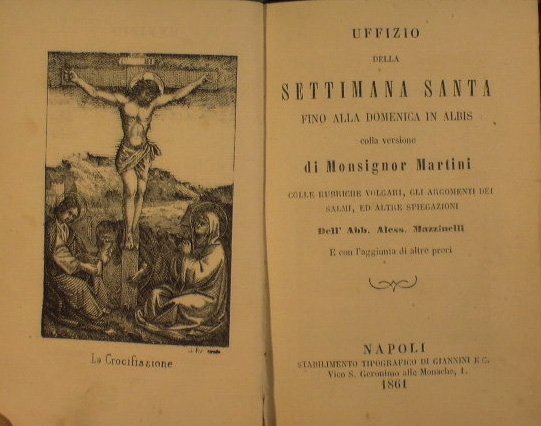 La Crocifissione
UFFIZIO
DELLA
SETTIMANA SANTA
FINO ALLA DOMENICA IN ALBIS
colla versione
di Monsignor Martini
COLLE RUBRICHE VOLGARI, GLI ARGOMENTI DEI
SALMI, ED ALTRE SPIEGAZIONI
Dell' Abb. Aless. Mazzinelli
E con l'aggiunta di altre preci
NAPOLI
STABILIMENTO TIPOGRAFICO DI GIANNINI E C.
Vico S. Geronimo alle Monache, 1.
1861